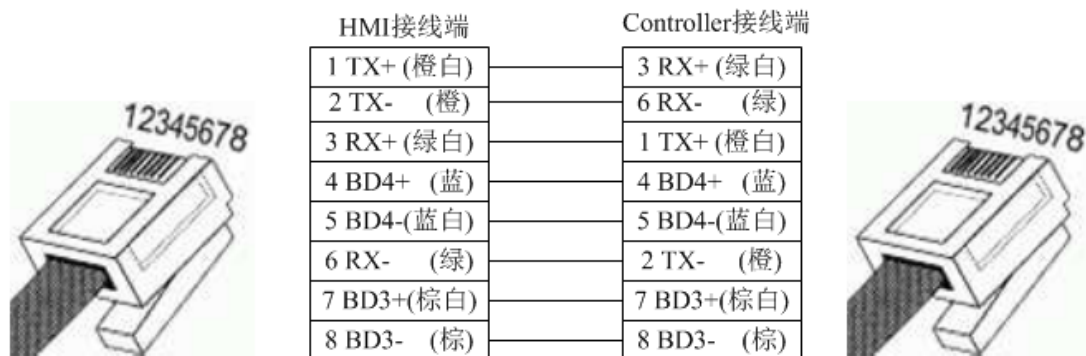 HMI接线端 Controller接线端
12345678 12345678
1 TX+ (橙白) 3 RX+ (绿白)
2 TX- (橙) 6 RX- (绿)
3 RX+ (绿白) 1 TX+ (橙白)
4 BD4+ (蓝) 4 BD4+ (蓝)
5 BD4-(蓝白) 5 BD4-(蓝白)
6 RX- (绿) 2 TX- (橙)
7 BD3+(棕白) 7 BD3+(棕白)
8 BD3- (棕) 8 BD3- (棕)